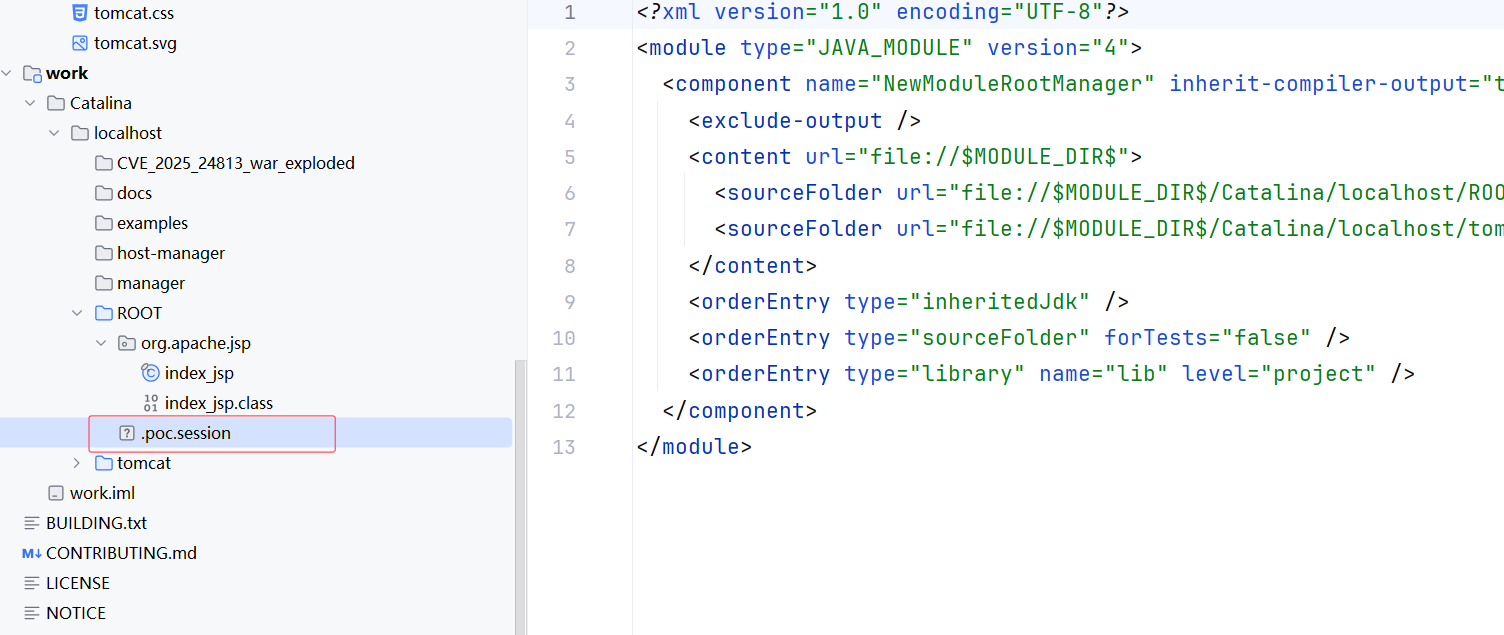 tomcat.css
tomcat.svg
work
Catalina
localhost
CVE_2025_24813_war_exploded
docs
examples
host-manager
manager
ROOT
org.apache.jsp
index_jsp
index_jsp.class
.poc.session
tomcat
work.iml
BUILDING.txt
M↓ CONTRIBUTING.md
LICENSE
NOTICE
1 <?xml version="1.0" encoding="UTF-8"?>
2 <module type="JAVA_MODULE" version="4">
3 <component name="NewModuleRootManager" inherit-compiler-output="t
4 <exclude-output />
5 <content url="file://$MODULE_DIR$">
6 <sourceFolder url="file://$MODULE_DIR$/Catalina/localhost/ROO
7 <sourceFolder url="file://$MODULE_DIR$/Catalina/localhost/tom
8 </content>
9 <orderEntry type="inheritedJdk" />
10 <orderEntry type="sourceFolder" forTests="false" />
11 <orderEntry type="library" name="lib" level="project" />
12 </component>
13 </module>